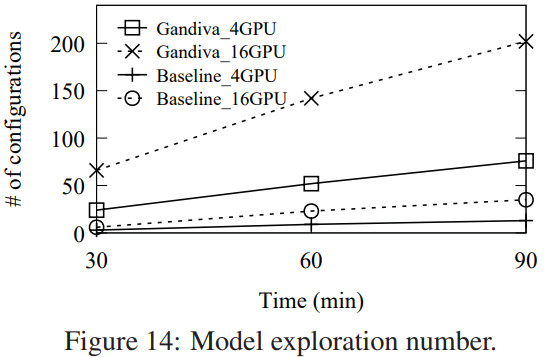 # of configurations
200
150
100
50
0
Gandiva_4GPU
Gandiva_16GPU
Baseline_4GPU
Baseline_16GPU
30 60 90
Time (min)
Figure 14: Model exploration number.